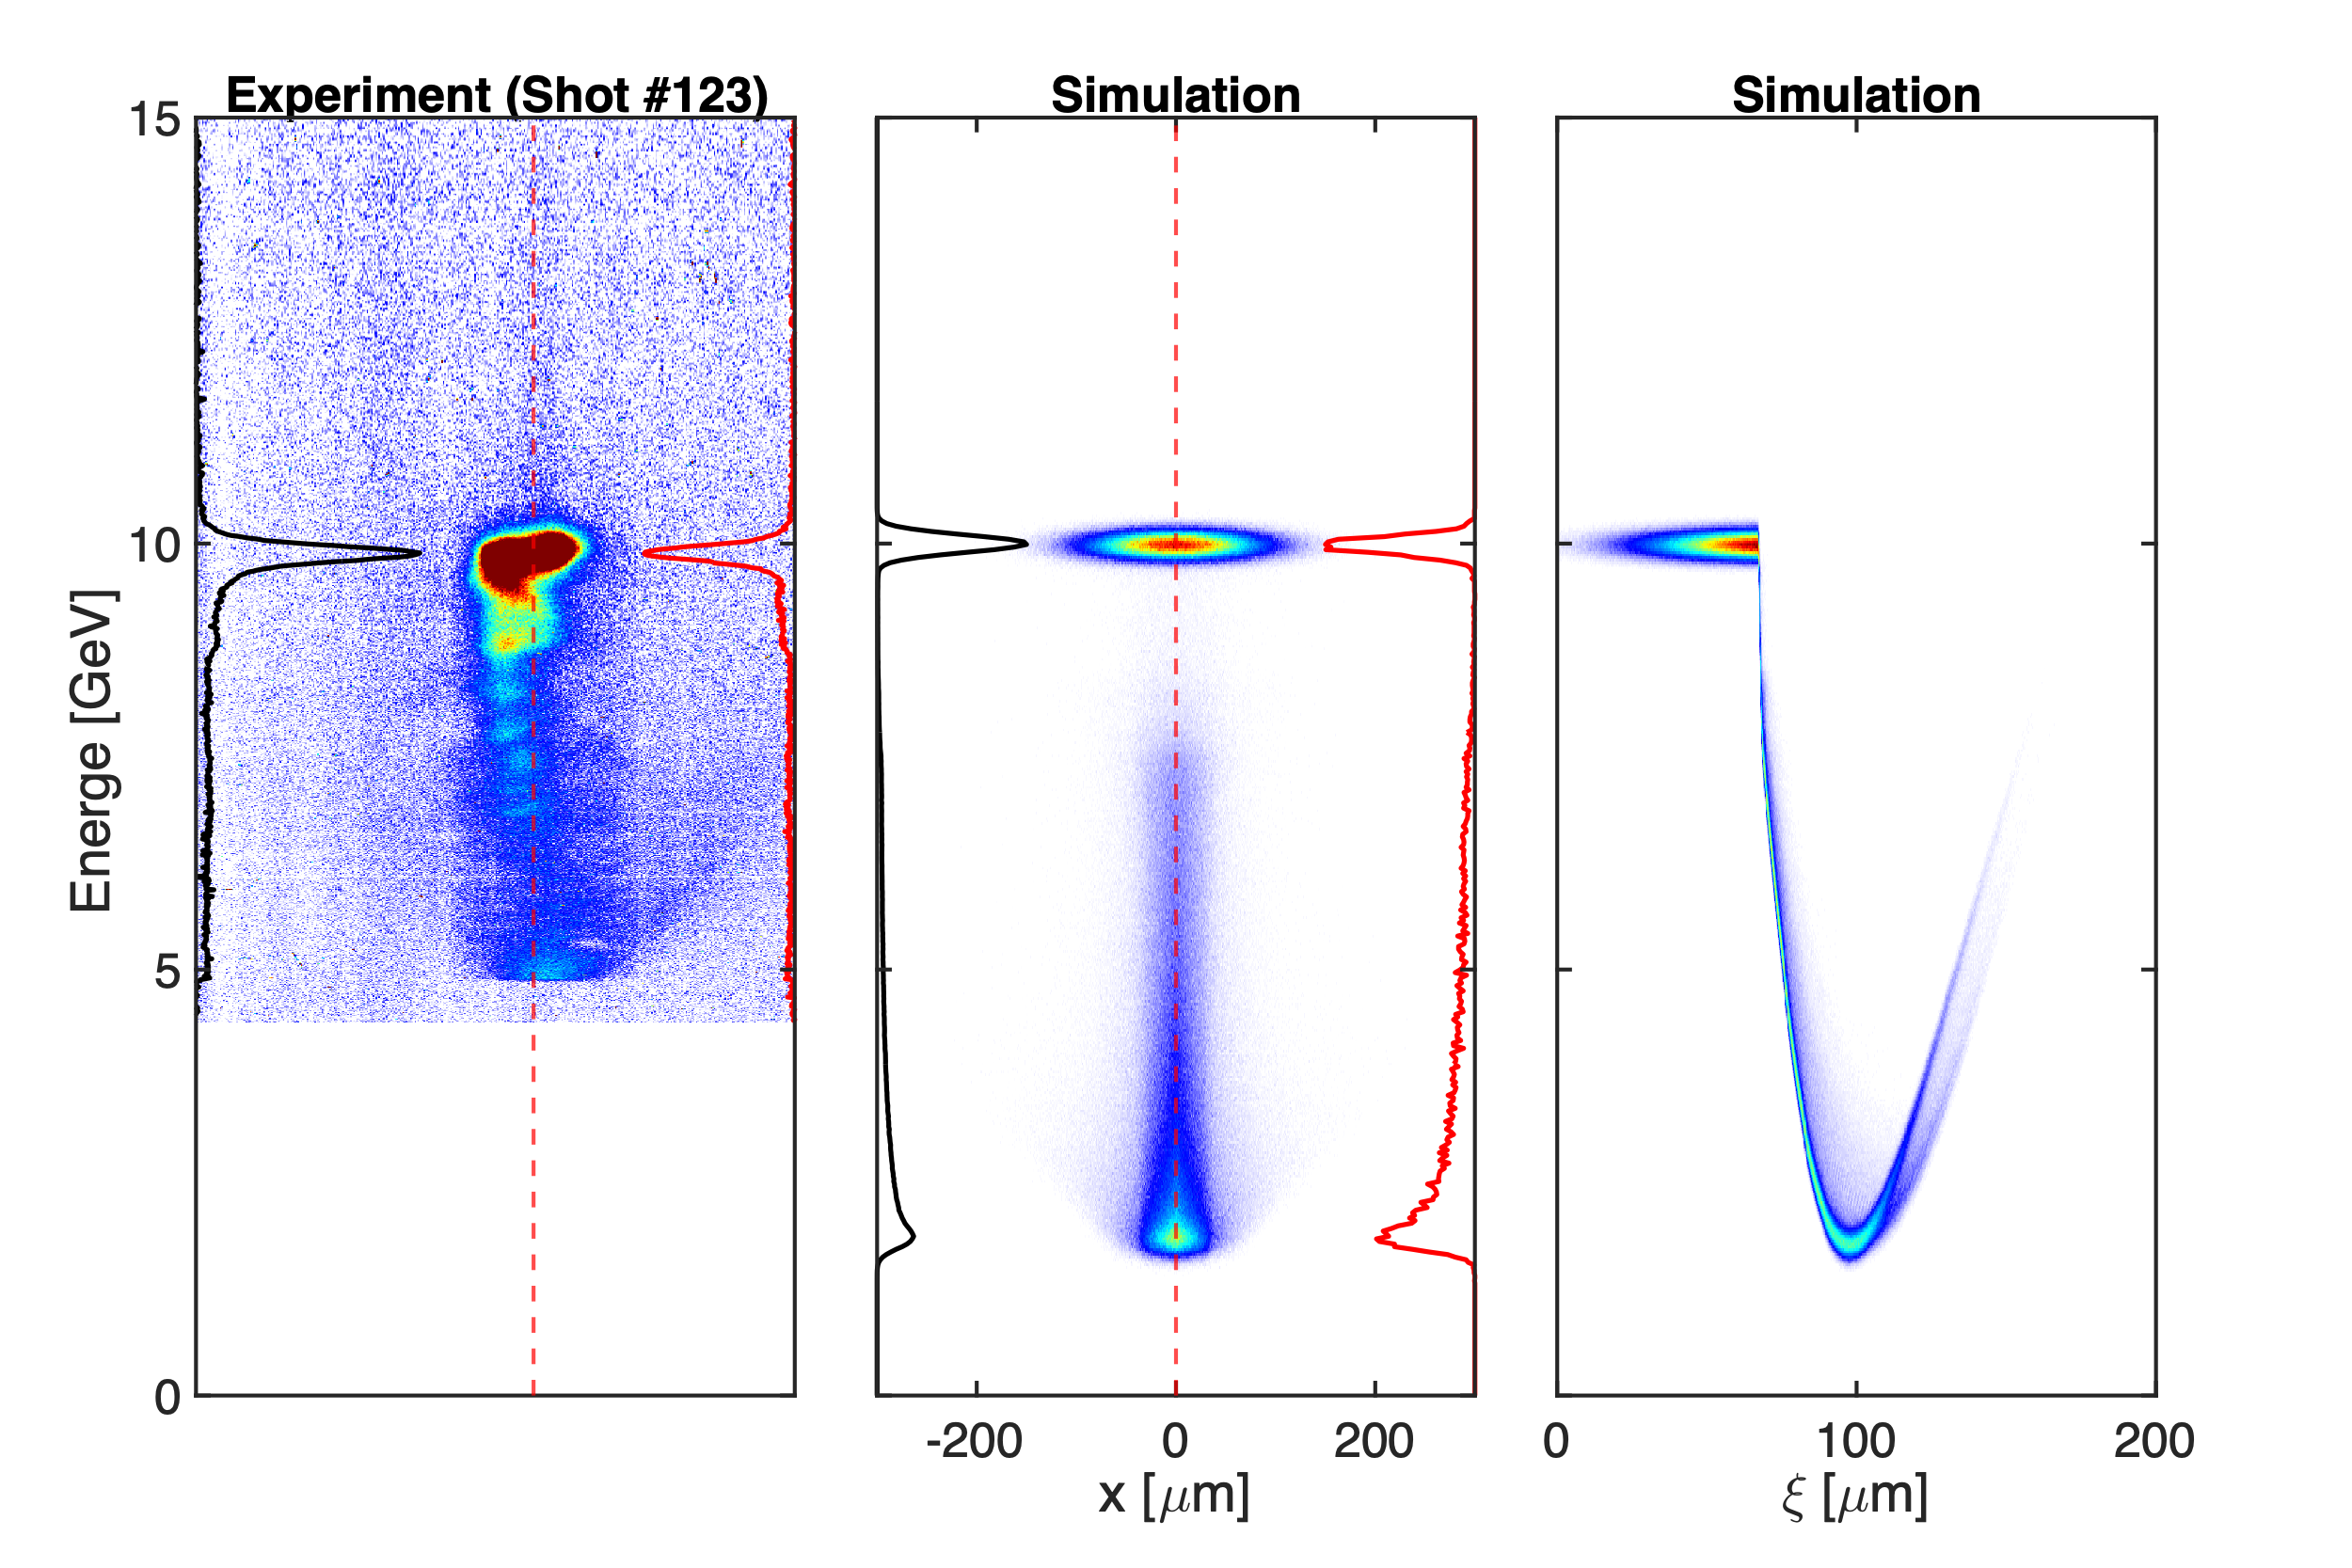 Experiment (Shot #123)
Simulation
Simulation
15
10
5
0
Energe [GeV]
-200
0
200
x [μm]
0
100
200
ξ [μm]